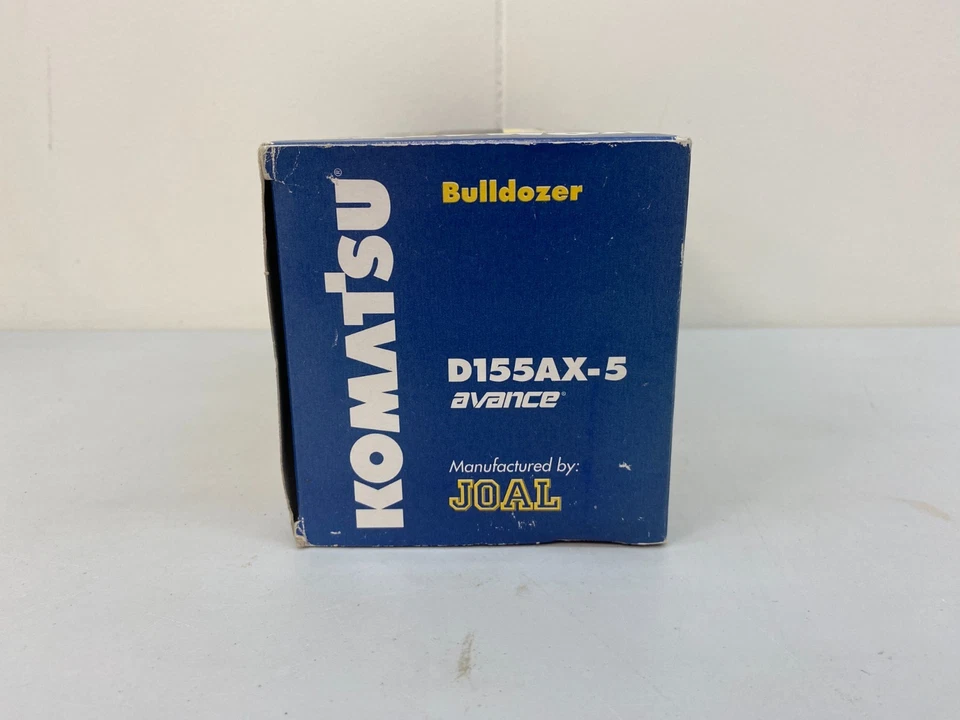 KOMATSU®
Bulldozer
D155AX-5
avance®
Manufactured by:
JOAL